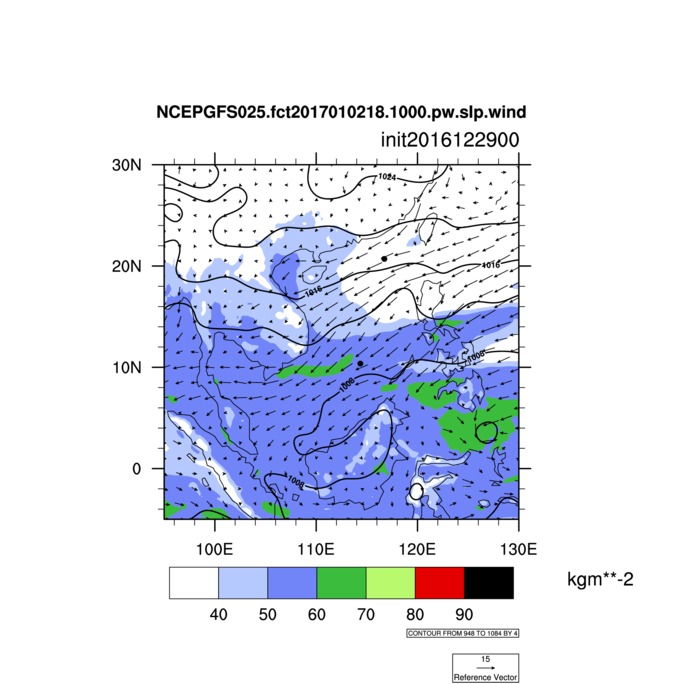 NCEPGFS025.fct2017010218.1000.pw.slp.wind
init2016122900
30N
1024
20N
1016
1016
10N
1008
1008
0
1008
100E 110E 120E 130E
kgm**-2
40 50 60 70 80 90
CONTOUR FROM 948 TO 1084 BY 4
15
Reference Vector